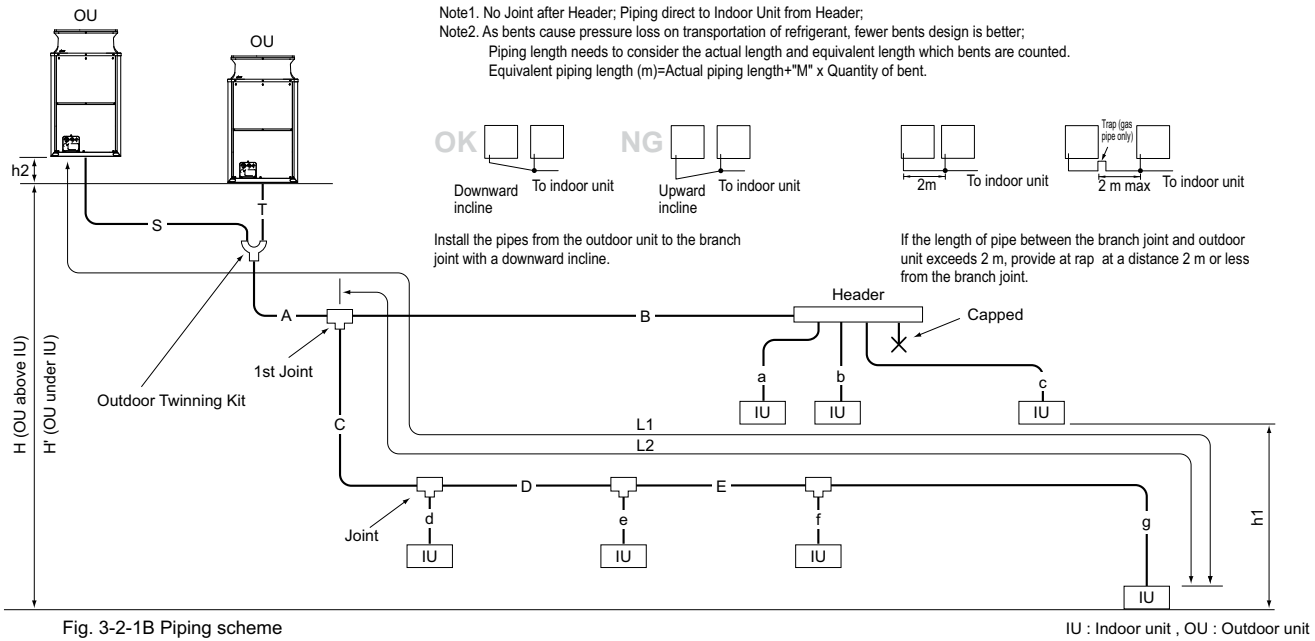 OU
OU
Note1. No Joint after Header; Piping direct to Indoor Unit from Header;
Note2. As bents cause pressure loss on transportation of refrigerant, fewer bents design is better;
Piping length needs to consider the actual length and equivalent length which bents are counted.
Equivalent piping length (m)=Actual piping length+"M" x Quantity of bent.
OK
Downward
incline
To indoor unit
NG
Upward
incline
To indoor unit
2m
To indoor unit
Trap (gas
pipe only)
2 m max
To indoor unit
Install the pipes from the outdoor unit to the branch
joint with a downward incline.
If the length of pipe between the branch joint and outdoor
unit exceeds 2 m, provide at rap at a distance 2 m or less
from the branch joint.
h2
S
T
H (OU above IU)
H' (OU under IU)
Outdoor Twinning Kit
A
1st Joint
B
Header
Capped
a
b
c
IU
IU
IU
C
L1
L2
D
E
Joint
d
e
f
g
IU
IU
IU
IU
h1
Fig. 3-2-1B Piping scheme
IU : Indoor unit , OU : Outdoor unit